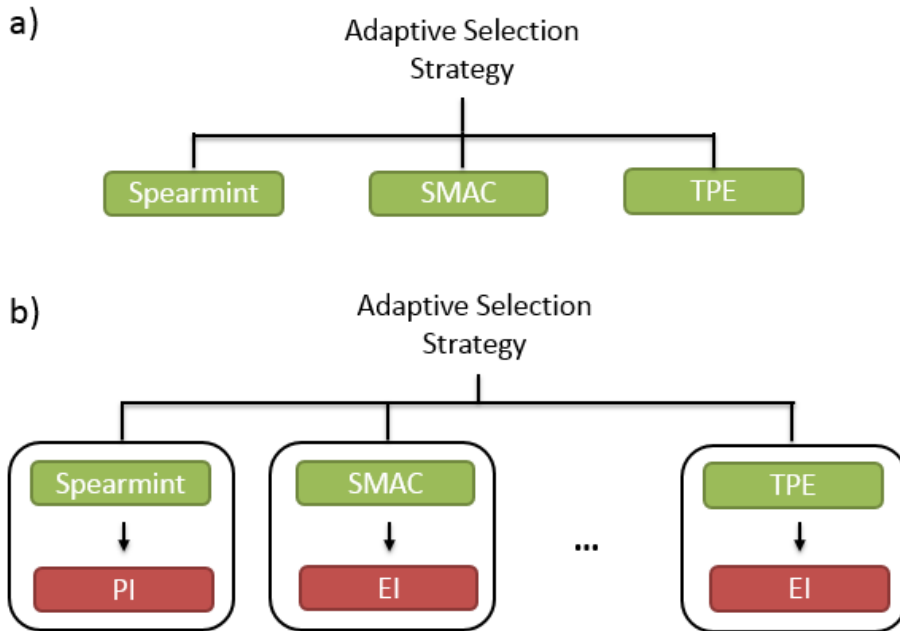 a)
Adaptive Selection
Strategy
Spearmint SMAC TPE
b)
Adaptive Selection
Strategy
Spearmint SMAC TPE
...
PI EI EI